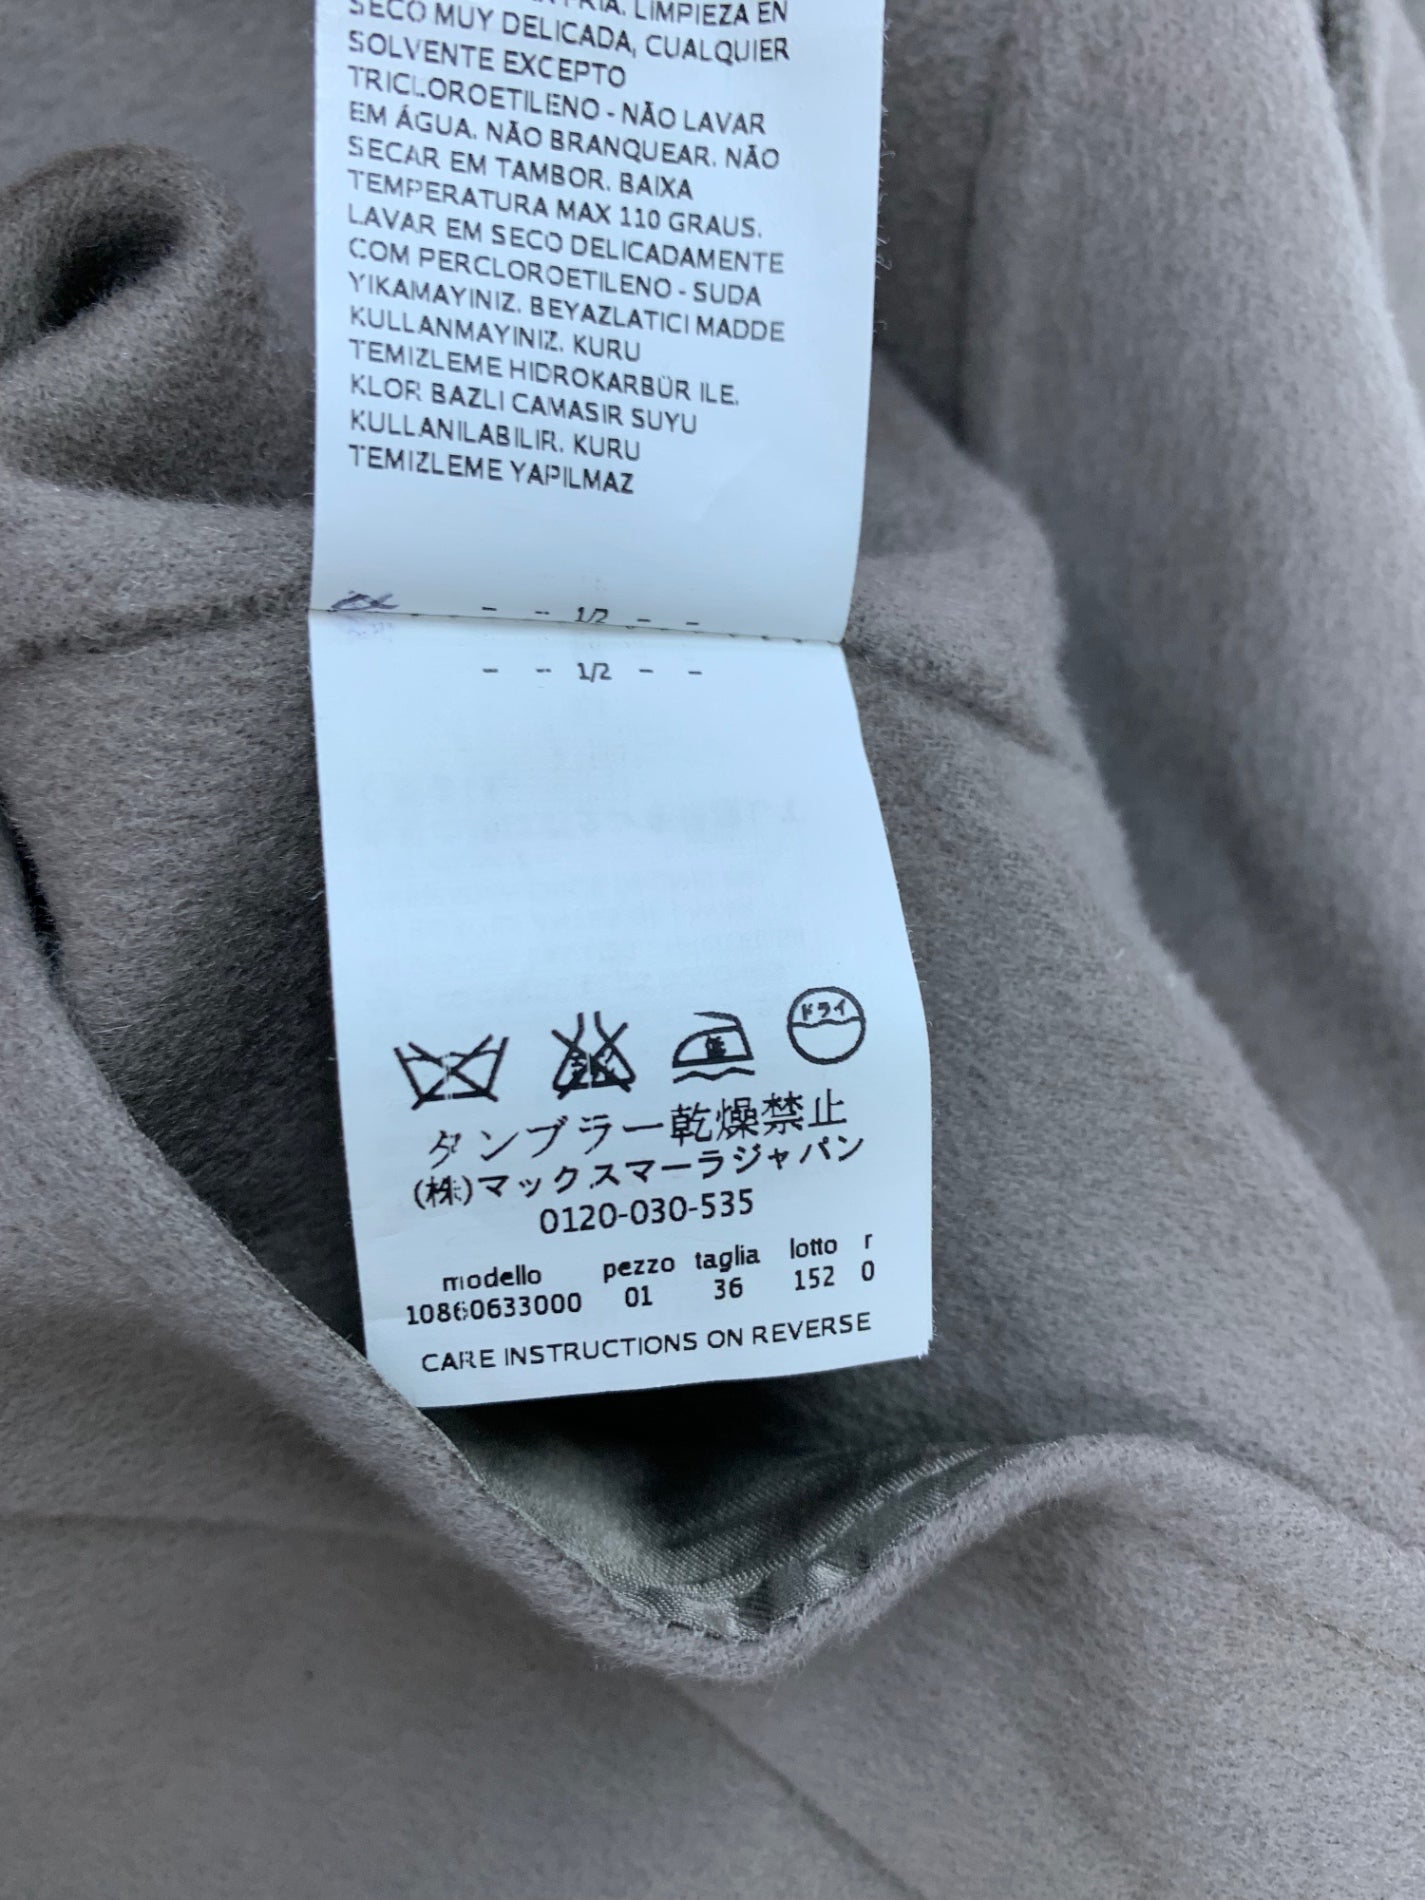 FRIA. LIMPIEZA EN
SECO MUY DELICADA, CUALQUIER
SOLVENTE EXCEPTO
TRICLOROETILENO - NÃO LAVAR
EM ÁGUA. NÃO BRANQUEAR. NÃO
SECAR EM TAMBOR. BAIXA
TEMPERATURA MAX 110 GRAUS.
LAVAR EM SECO DELICADAMENTE
COM PERCLOROETILENO - SUDA
YIKAMAYINIZ. BEYAZLATICI MADDE
KULLANMAYINIZ. KURU
TEMIZLEME HIDROKARBÜR ILE.
KLOR BAZLI CAMASIR SUYU
KULLANILABILIR. KURU
TEMIZLEME YAPILMAZ
- - 1/2 - -
- - 1/2 - -
低 ドライ
タンブラー乾燥禁止
(株)マックスマーラジャパン
0120-030-535
modello pezzo taglia lotto r
10860633000 01 36 152 0
CARE INSTRUCTIONS ON REVERSE